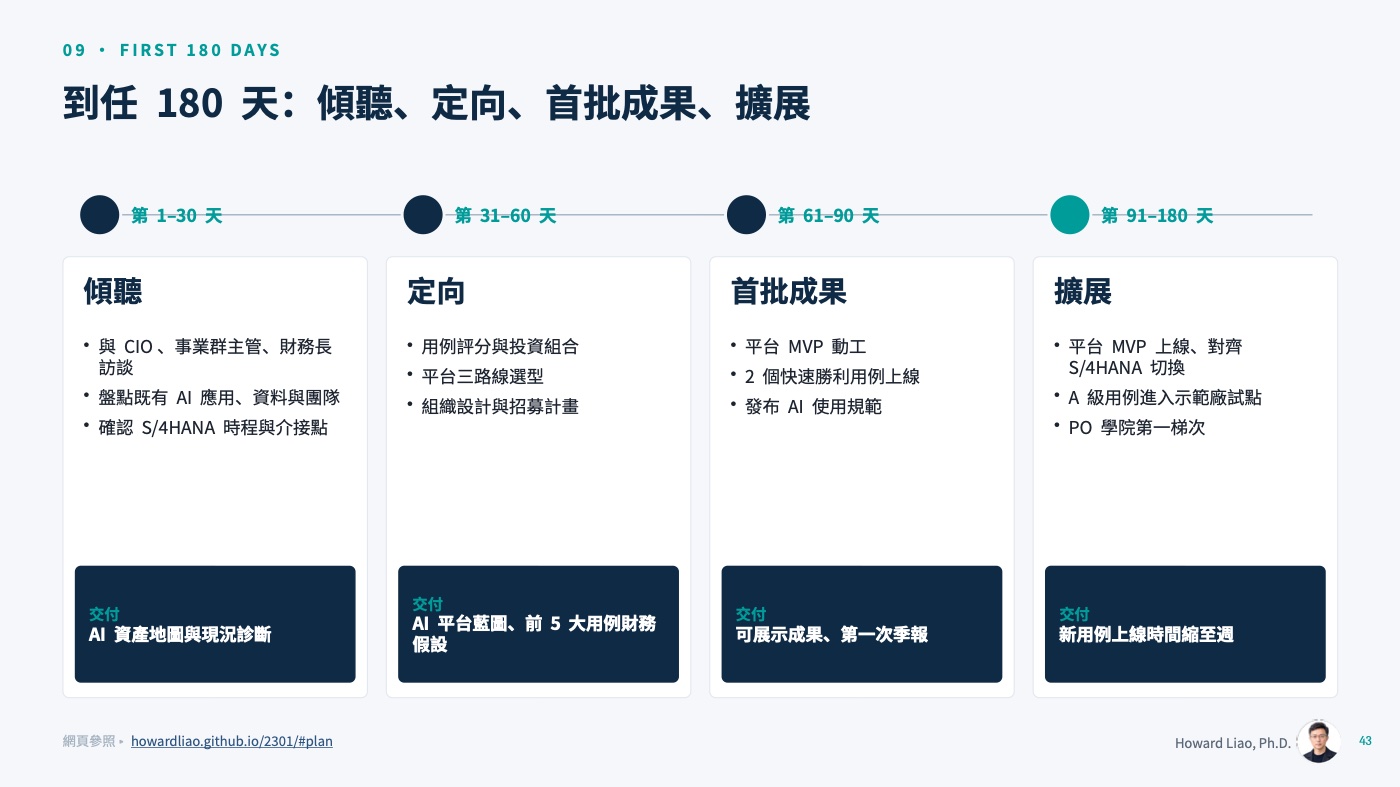 09 • FIRST 180 DAYS
到任 180 天：傾聽、定向、首批成果、擴展
第 1–30 天
第 31–60 天
第 61–90 天
第 91–180 天
傾聽
• 與 CIO、事業群主管、財務長
訪談
• 盤點既有 AI 應用、資料與團隊
• 確認 S/4HANA 時程與介接點
交付
AI 資產地圖與現況診斷
定向
• 用例評分與投資組合
• 平台三路線選型
• 組織設計與招募計畫
交付
AI 平台藍圖、前 5 大用例財務
假設
首批成果
• 平台 MVP 動工
• 2 個快速勝利用例上線
• 發布 AI 使用規範
交付
可展示成果、第一次季報
擴展
• 平台 MVP 上線、對齊
S/4HANA 切換
• A 級用例進入示範廠試點
• PO 學院第一梯次
交付
新用例上線時間縮至週
網頁參照 ▸ howardliao.github.io/2301/#plan
Howard Liao, Ph.D.
43